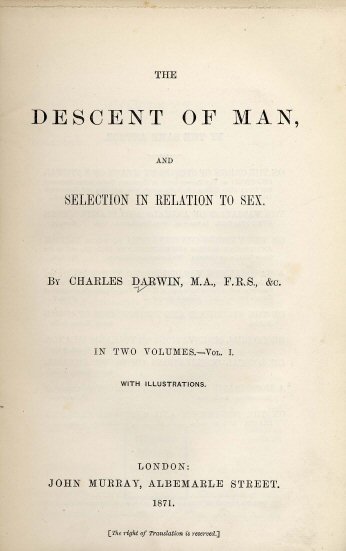 THE
DESCENT OF MAN,
AND
SELECTION IN RELATION TO SEX.
BY CHARLES DARWIN, M.A., F.R.S., &c.
IN TWO VOLUMES.—VOL. I.
WITH ILLUSTRATIONS.
LONDON:
JOHN MURRAY, ALBEMARLE STREET.
1871.
[The right of Translation is reserved.]